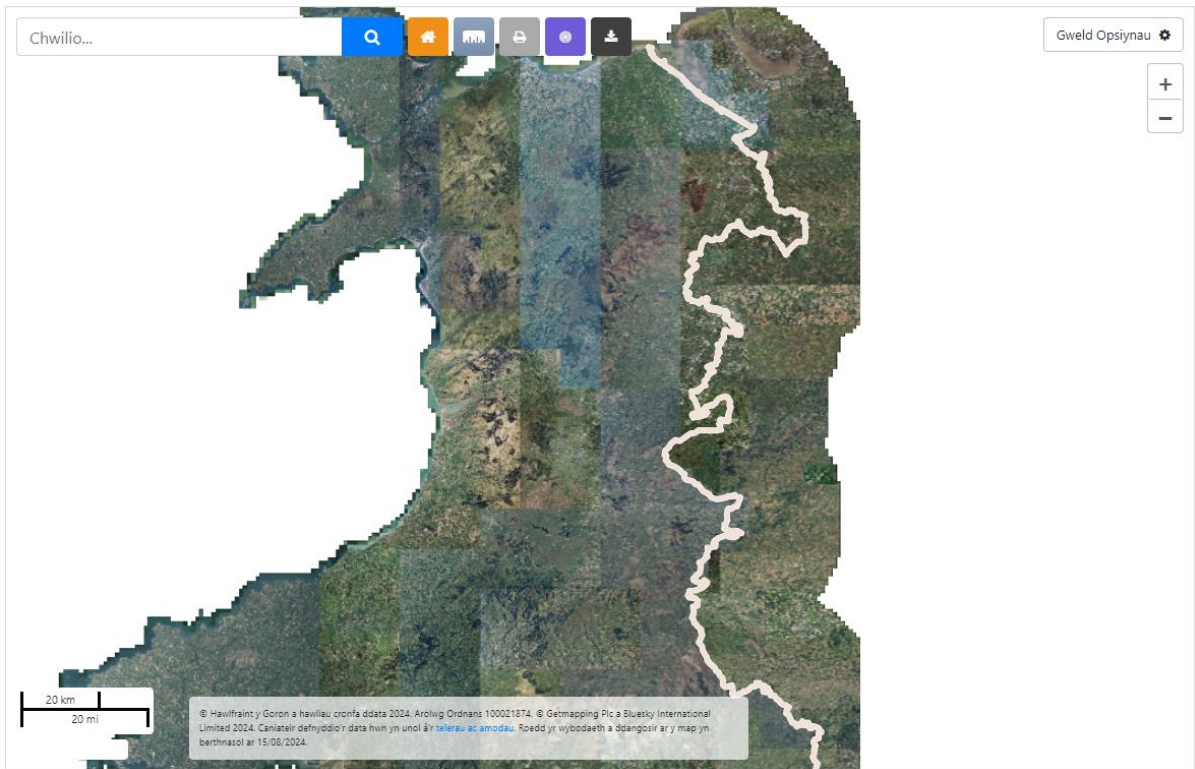 Chwilio...
Gweld Opsiynau
+
−
20 km
20 mi
© Hawlfraint y Goron a hawliau cronfa ddata 2024, Arolwg Ordnans 100021874. © Getmapping Plc a Bluesky International
Limited 2024. Caniateir defnyddio'r data hwn yn unol â'r telerau ac amodau. Roedd yr wybodaeth a ddangosir ar y map yn
berthnasol ar 15/08/2024.